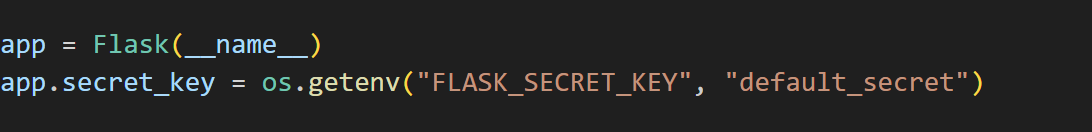 app = Flask(__name__)
app.secret_key = os.getenv("FLASK_SECRET_KEY", "default_secret")